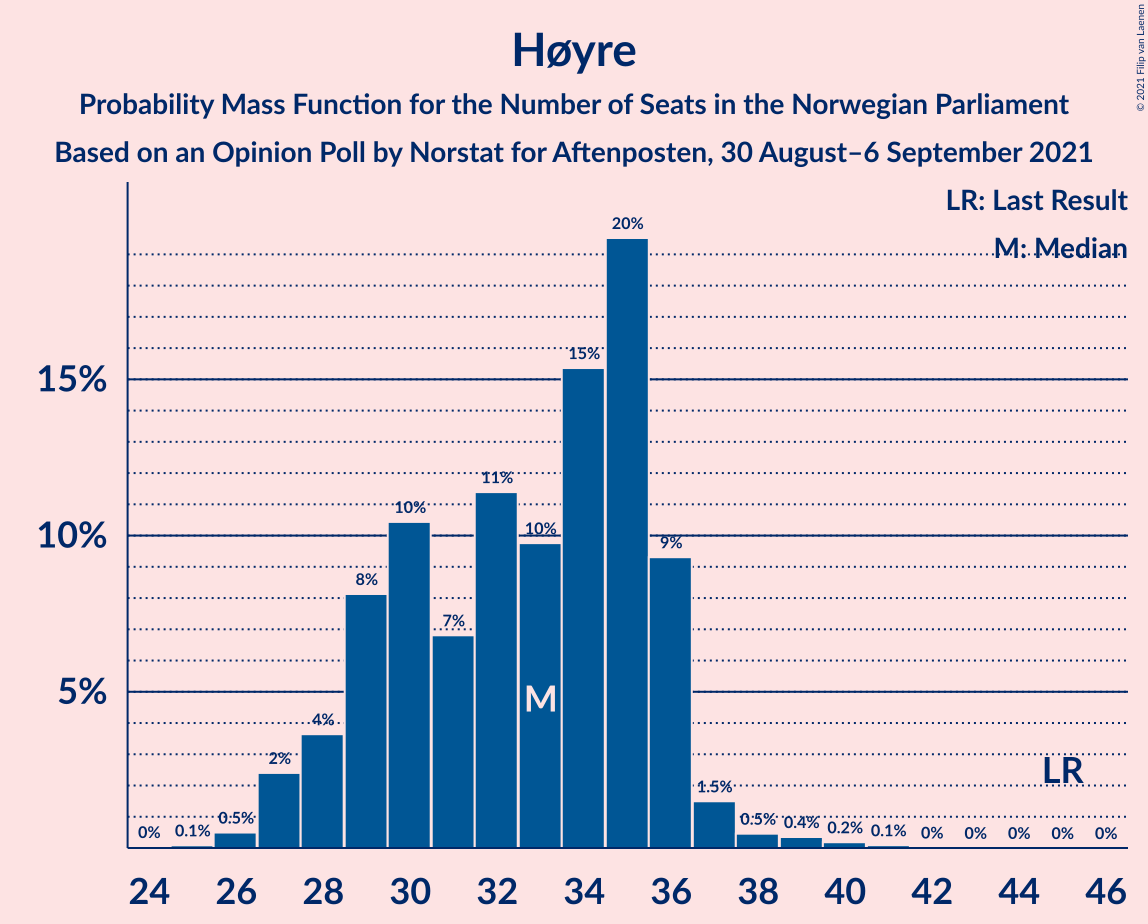 Høyre
Probability Mass Function for the Number of Seats in the Norwegian Parliament
Based on an Opinion Poll by Norstat for Aftenposten, 30 August–6 September 2021
© 2021 Filip van Laenen
LR: Last Result
M: Median
20%
15%
15%
11%
10%
10%
10%
9%
8%
7%
5%
M
4%
2%
LR
1.5%
0% 0.1% 0.5% 0.5% 0.4% 0.2% 0.1% 0% 0% 0% 0% 0%
24 26 28 30 32 34 36 38 40 42 44 46